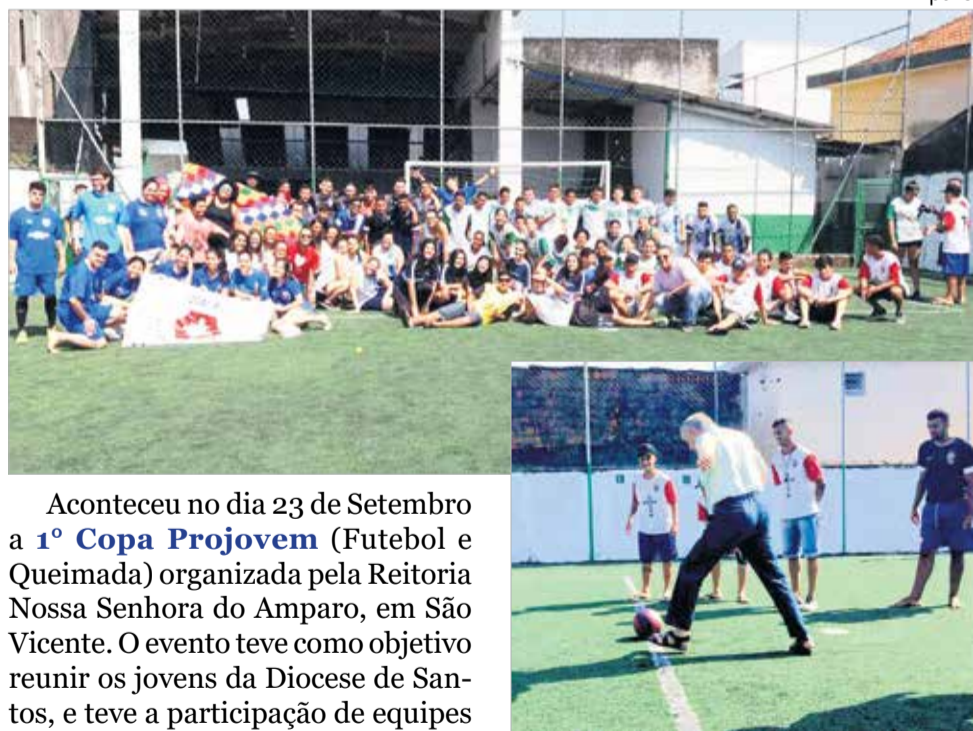 Aconteceu no dia 23 de Setembro
a 1º Copa Projovem (Futebol e
Queimada) organizada pela Reitoria
Nossa Senhora do Amparo, em São
Vicente. O evento teve como objetivo
reunir os jovens da Diocese de San-
tos, e teve a participação de equipes